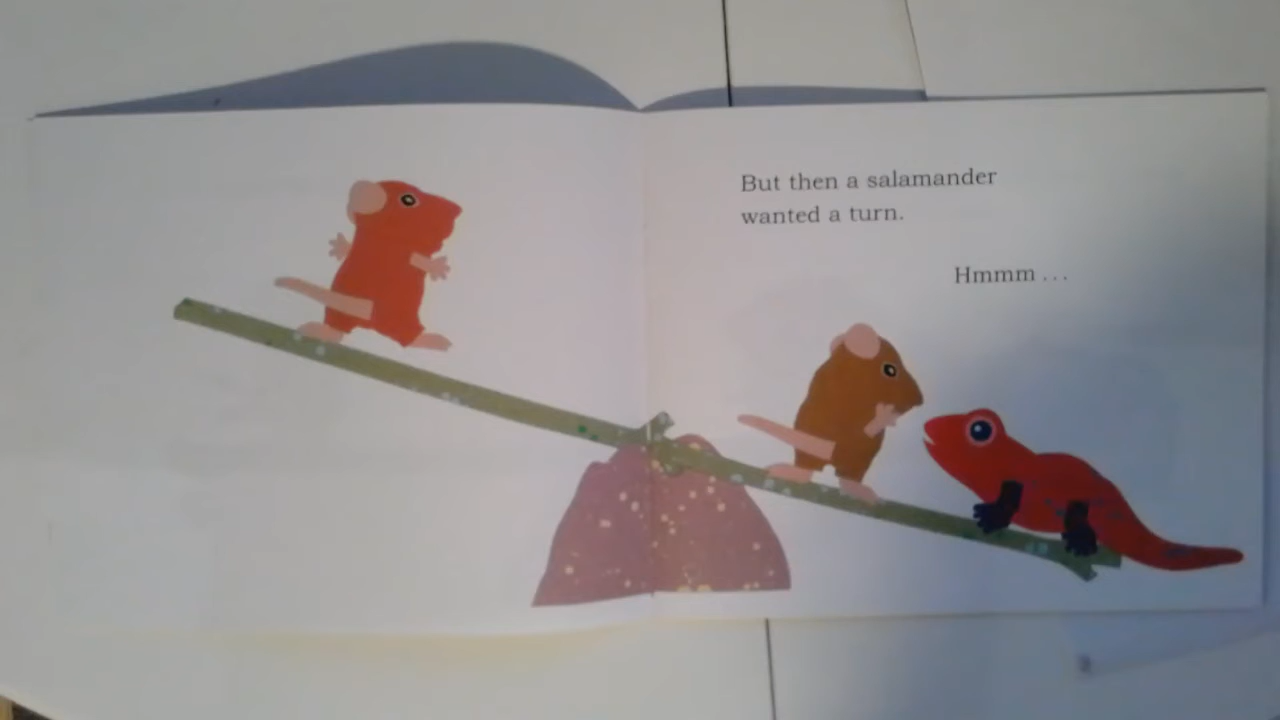 But then a salamander
wanted a turn.
Hmmm . . .